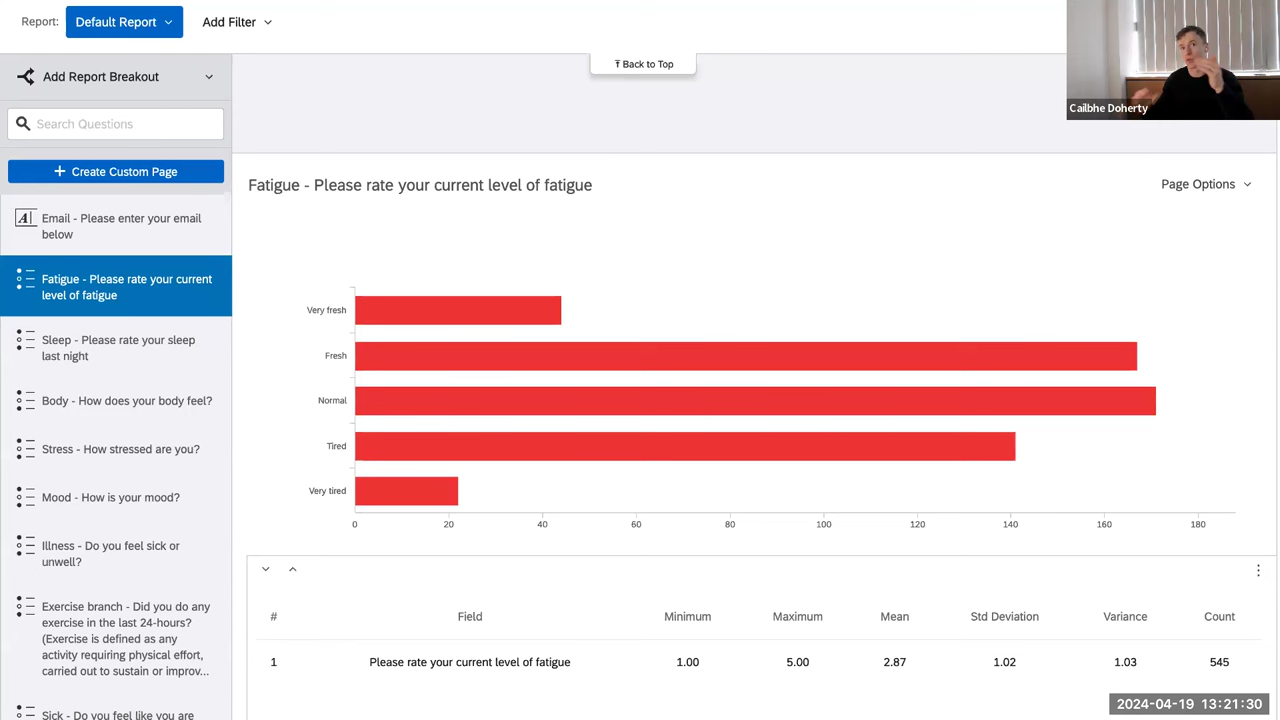 Report:
Default Report
Add Filter
Cailbhe Doherty
Add Report Breakout
Back to Top
Search Questions
Create Custom Page
Fatigue - Please rate your current level of fatigue
Page Options
A
Email - Please enter your email
below
Fatigue - Please rate your current
level of fatigue
Sleep - Please rate your sleep
last night
Body - How does your body feel?
Stress - How stressed are you?
Mood - How is your mood?
Illness - Do you feel sick or
unwell?
Exercise branch - Did you do any
exercise in the last 24-hours?
(Exercise is defined as any
activity requiring physical effort,
carried out to sustain or improv...
Sick - Do you feel like you are
Very fresh
Fresh
Normal
Tired
Very tired
0 20 40 60 80 100 120 140 160 180
# Field Minimum Maximum Mean Std Deviation Variance Count
1 Please rate your current level of fatigue 1.00 5.00 2.87 1.02 1.03 545
2024-04-19 13:21:30